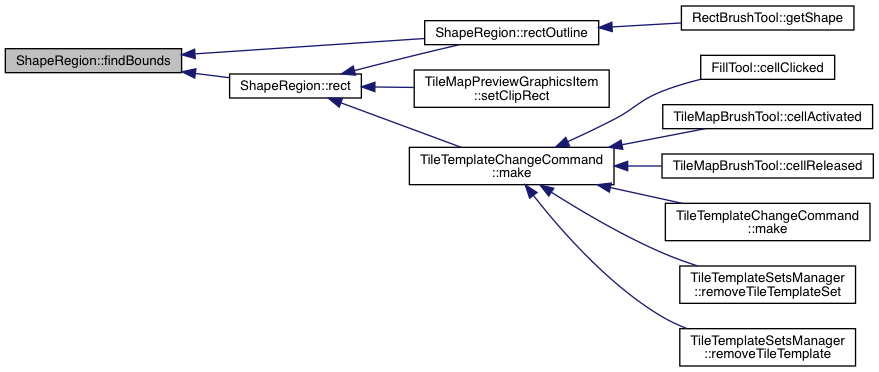 ShapeRegion::findBounds
ShapeRegion::rectOutline
RectBrushTool::getShape
ShapeRegion::rect
TileMapPreviewGraphicsItem
::setClipRect
FillTool::cellClicked
TileMapBrushTool::cellActivated
TileTemplateChangeCommand
::make
TileMapBrushTool::cellReleased
TileTemplateChangeCommand
::make
TileTemplateSetsManager
::removeTileTemplateSet
TileTemplateSetsManager
::removeTileTemplate